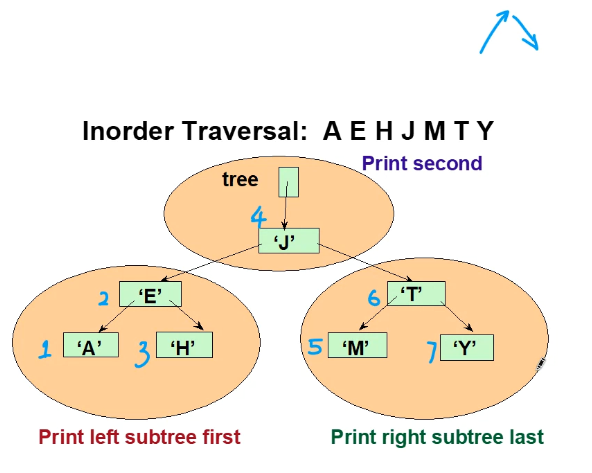 Inorder Traversal: A E H J M T Y
Print second
tree
4
‘J’
2 ‘E’
6 ‘T’
1 ‘A’
3 ‘H’
5 ‘M’
7 ‘Y’
Print left subtree first
Print right subtree last